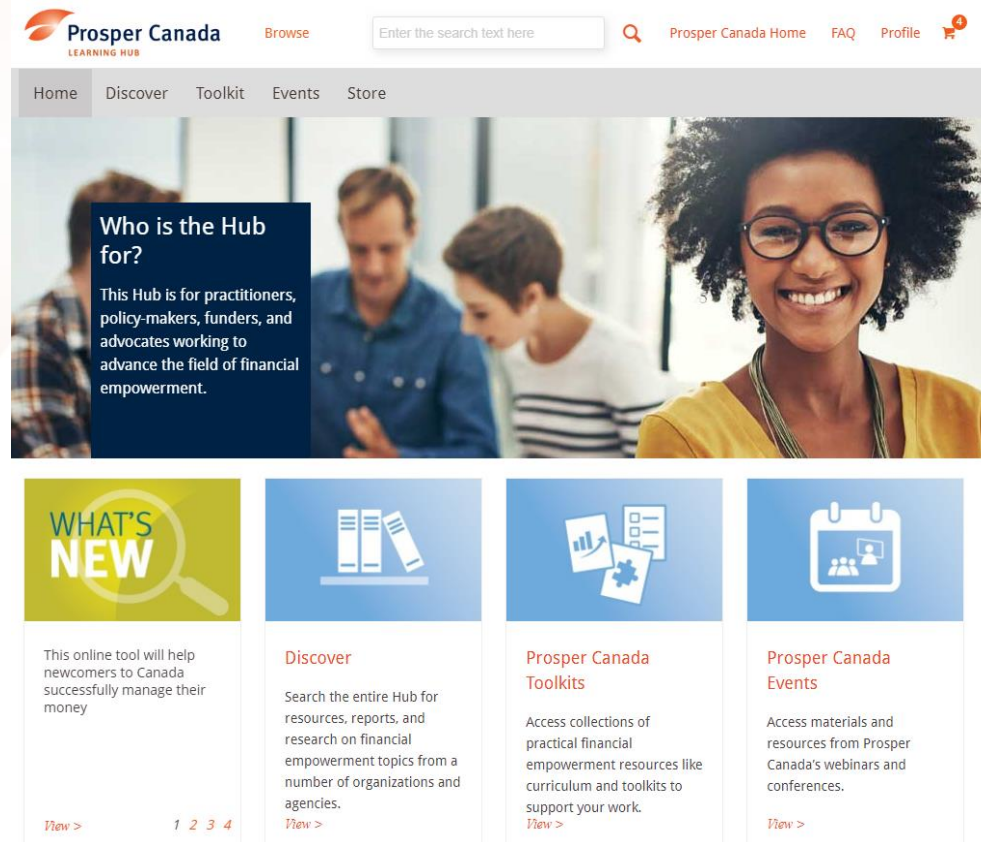 Prosper Canada
LEARNING HUB
Browse
Enter the search text here
Prosper Canada Home
FAQ
Profile
4
Home
Discover
Toolkit
Events
Store
Who is the Hub
for?
This Hub is for practitioners,
policy-makers, funders, and
advocates working to
advance the field of financial
empowerment.
WHAT'S
NEW
This online tool will help
newcomers to Canada
successfully manage their
money
View >
1 2 3 4
Discover
Search the entire Hub for
resources, reports, and
research on financial
empowerment topics from a
number of organizations and
agencies.
View >
Prosper Canada
Toolkits
Access collections of
practical financial
empowerment resources like
curriculum and toolkits to
support your work.
View >
Prosper Canada
Events
Access materials and
resources from Prosper
Canada's webinars and
conferences.
View >